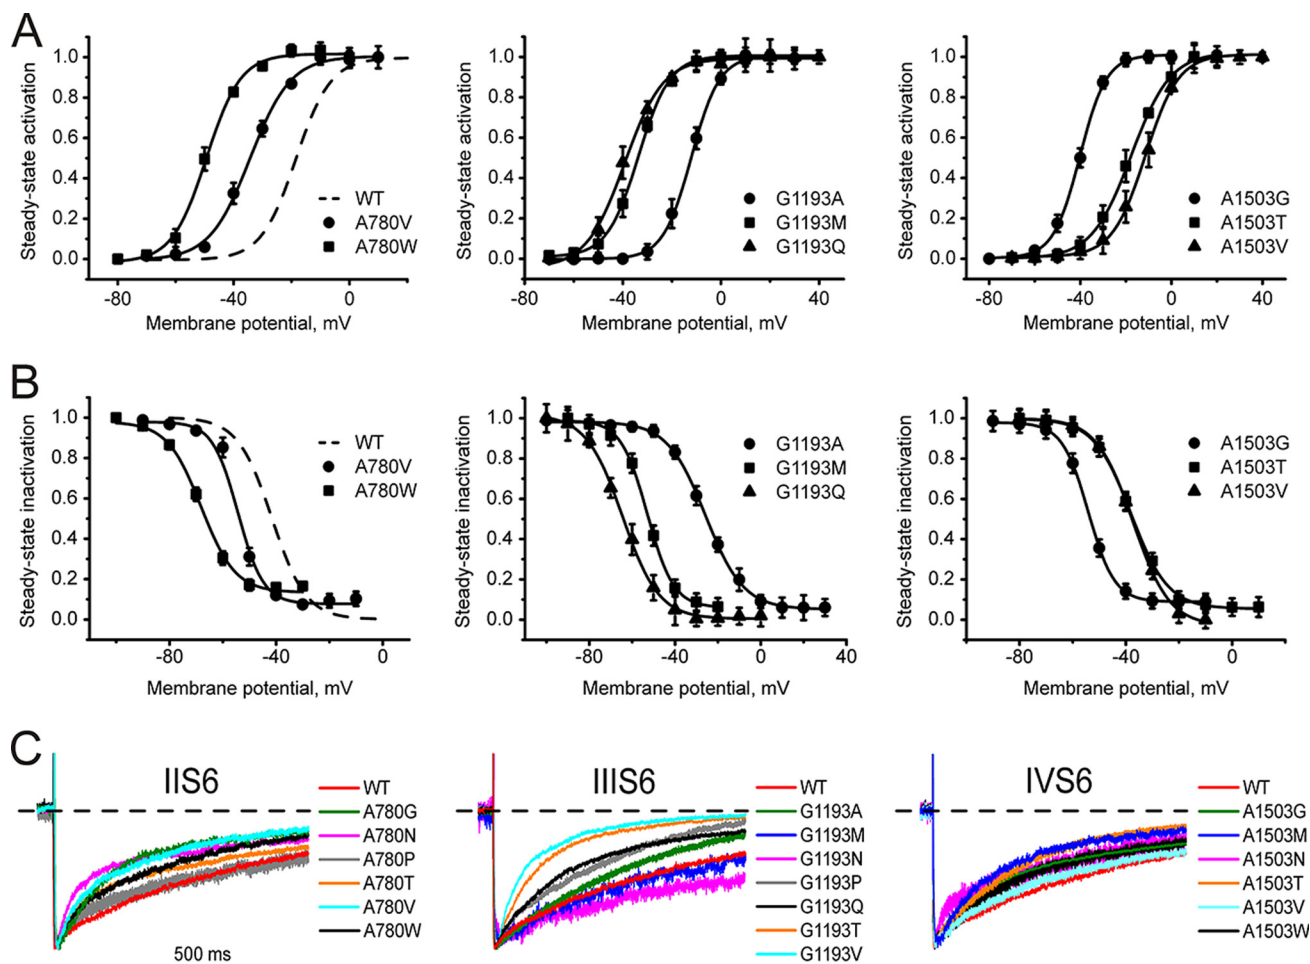 A
Steady-state activation
1.0
0.8
0.6
0.4
0.2
0.0
WT
A780V
A780W
-80
-40
0
Membrane potential, mV
Steady-state activation
1.0
0.8
0.6
0.4
0.2
0.0
G1193A
G1193M
G1193Q
-80
-40
0
40
Membrane potential, mV
Steady-state activation
1.0
0.8
0.6
0.4
0.2
0.0
A1503G
A1503T
A1503V
-80
-40
0
40
Membrane potential, mV
B
Steady-state inactivation
1.0
0.8
0.6
0.4
0.2
0.0
WT
A780V
A780W
-80
-40
0
Membrane potential, mV
Steady-state inactivation
1.0
0.8
0.6
0.4
0.2
0.0
G1193A
G1193M
G1193Q
-80
-40
0
40
Membrane potential, mV
Steady-state inactivation
1.0
0.8
0.6
0.4
0.2
0.0
A1503G
A1503T
A1503V
-80
-40
0
Membrane potential, mV
C
IIS6
WT
A780G
A780N
A780P
A780T
A780V
A780W
500 ms
IIIS6
WT
G1193A
G1193M
G1193N
G1193P
G1193Q
G1193T
G1193V
IVS6
WT
A1503G
A1503M
A1503N
A1503T
A1503V
A1503W